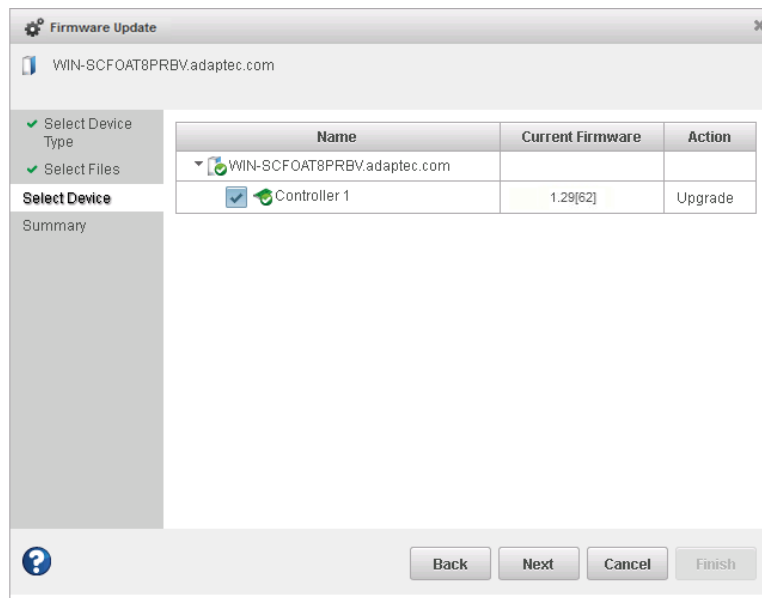 Firmware Update
WIN-SCFOAT8PRBV.adaptec.com
Select Device
Type
Select Files
Select Device
Summary
Name Current Firmware Action
WIN-SCFOAT8PRBV.adaptec.com
Controller 1 1.29[62] Upgrade
Back Next Cancel Finish